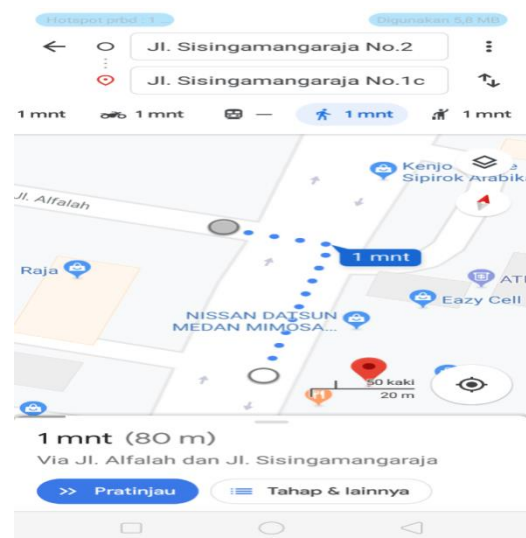 Hotspot prbd : 1 ...
Digunakan 5,8 MB
Jl. Sisingamangaraja No.2
Jl. Sisingamangaraja No.1c
1 mnt
1 mnt
—
1 mnt
1 mnt
Kenjo
Sipirok Arabik
Jl. Alfalah
1 mnt
Raja
Eazy Cell
NISSAN DATSUN
MEDAN MIMOSA...
50 kaki
20 m
1 mnt (80 m)
Via Jl. Alfalah dan Jl. Sisingamangaraja
Pratinjau
Tahap & lainnya